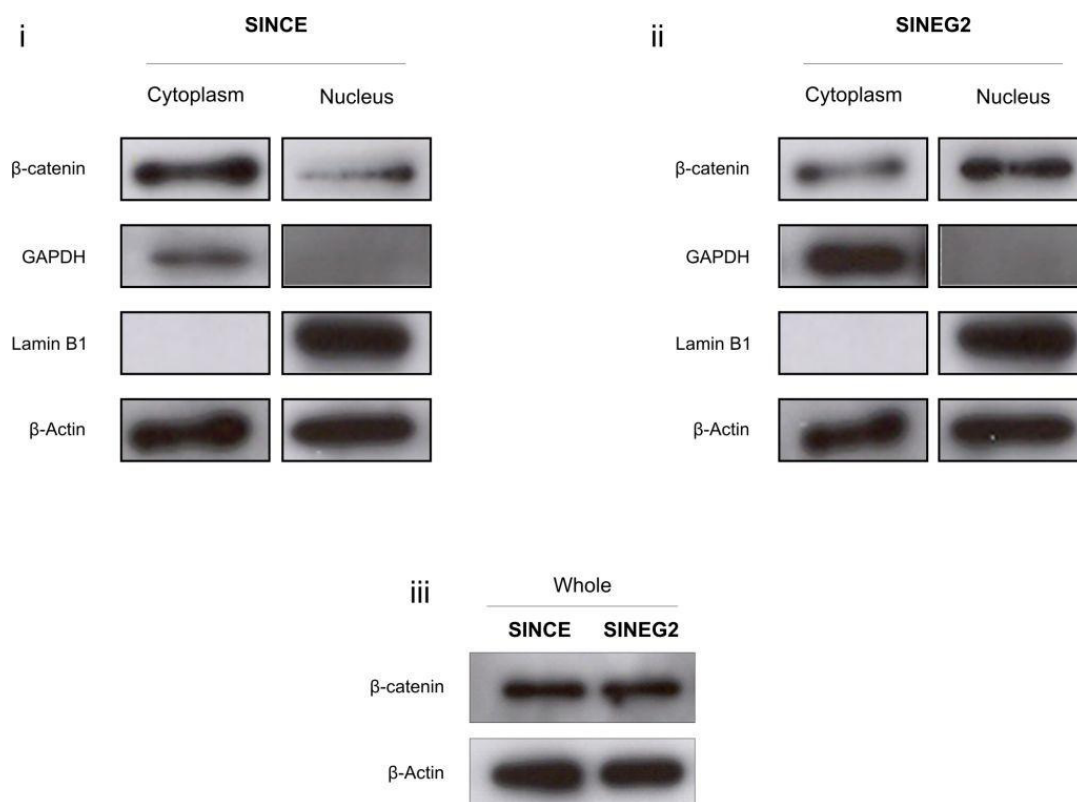 i
SINCE
Cytoplasm Nucleus
β-catenin
GAPDH
Lamin B1
β-Actin
ii
SINEG2
Cytoplasm Nucleus
β-catenin
GAPDH
Lamin B1
β-Actin
iii
Whole
SINCE SINEG2
β-catenin
β-Actin